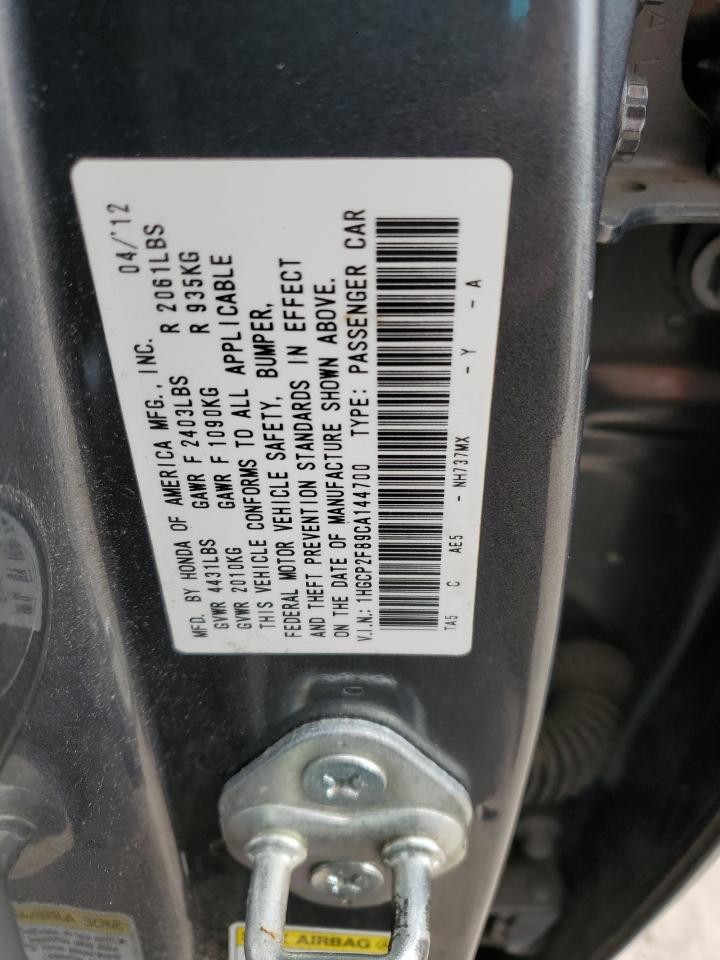 MFD. BY HONDA OF AMERICA MFG., INC. 04/'12
GVWR 4431LBS GAWR F 2403LBS R 2061LBS
GVWR 2010KG GAWR F 1090KG R 935KG
THIS VEHICLE CONFORMS TO ALL APPLICABLE
FEDERAL MOTOR VEHICLE SAFETY, BUMPER,
AND THEFT PREVENTION STANDARDS IN EFFECT
ON THE DATE OF MANUFACTURE SHOWN ABOVE.
V.I.N.: 1HGCP2F89CA144700 TYPE: PASSENGER CAR
TA5 C AE5 - NH737MX - Y - A
AIRBAG